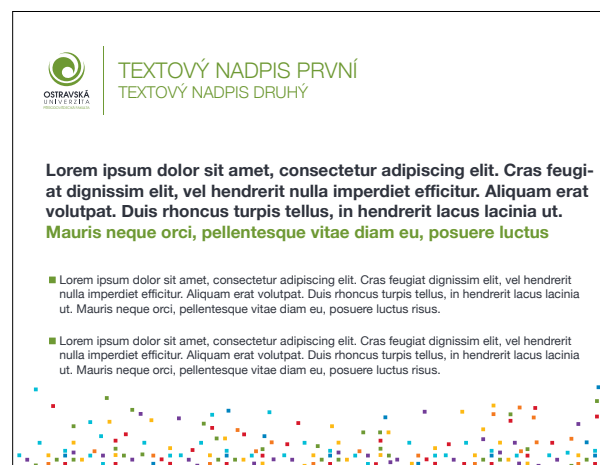 TEXTOVÝ NADPIS PRVNÍ
TEXTOVÝ NADPIS DRUHÝ
OSTRAVSKÁ
UNIVERZITA
Lorem ipsum dolor sit amet, consectetur adipiscing elit. Cras feugi-
at dignissim elit, vel hendrerit nulla imperdiet efficitur. Aliquam erat
volutpat. Duis rhoncus turpis tellus, in hendrerit lacus lacinia ut.
Mauris neque orci, pellentesque vitae diam eu, posuere luctus
Lorem ipsum dolor sit amet, consectetur adipiscing elit. Cras feugiat dignissim elit, vel hendrerit
nulla imperdiet efficitur. Aliquam erat volutpat. Duis rhoncus turpis tellus, in hendrerit lacus lacinia
ut. Mauris neque orci, pellentesque vitae diam eu, posuere luctus risus.
Lorem ipsum dolor sit amet, consectetur adipiscing elit. Cras feugiat dignissim elit, vel hendrerit
nulla imperdiet efficitur. Aliquam erat volutpat. Duis rhoncus turpis tellus, in hendrerit lacus lacinia
ut. Mauris neque orci, pellentesque vitae diam eu, posuere luctus risus.